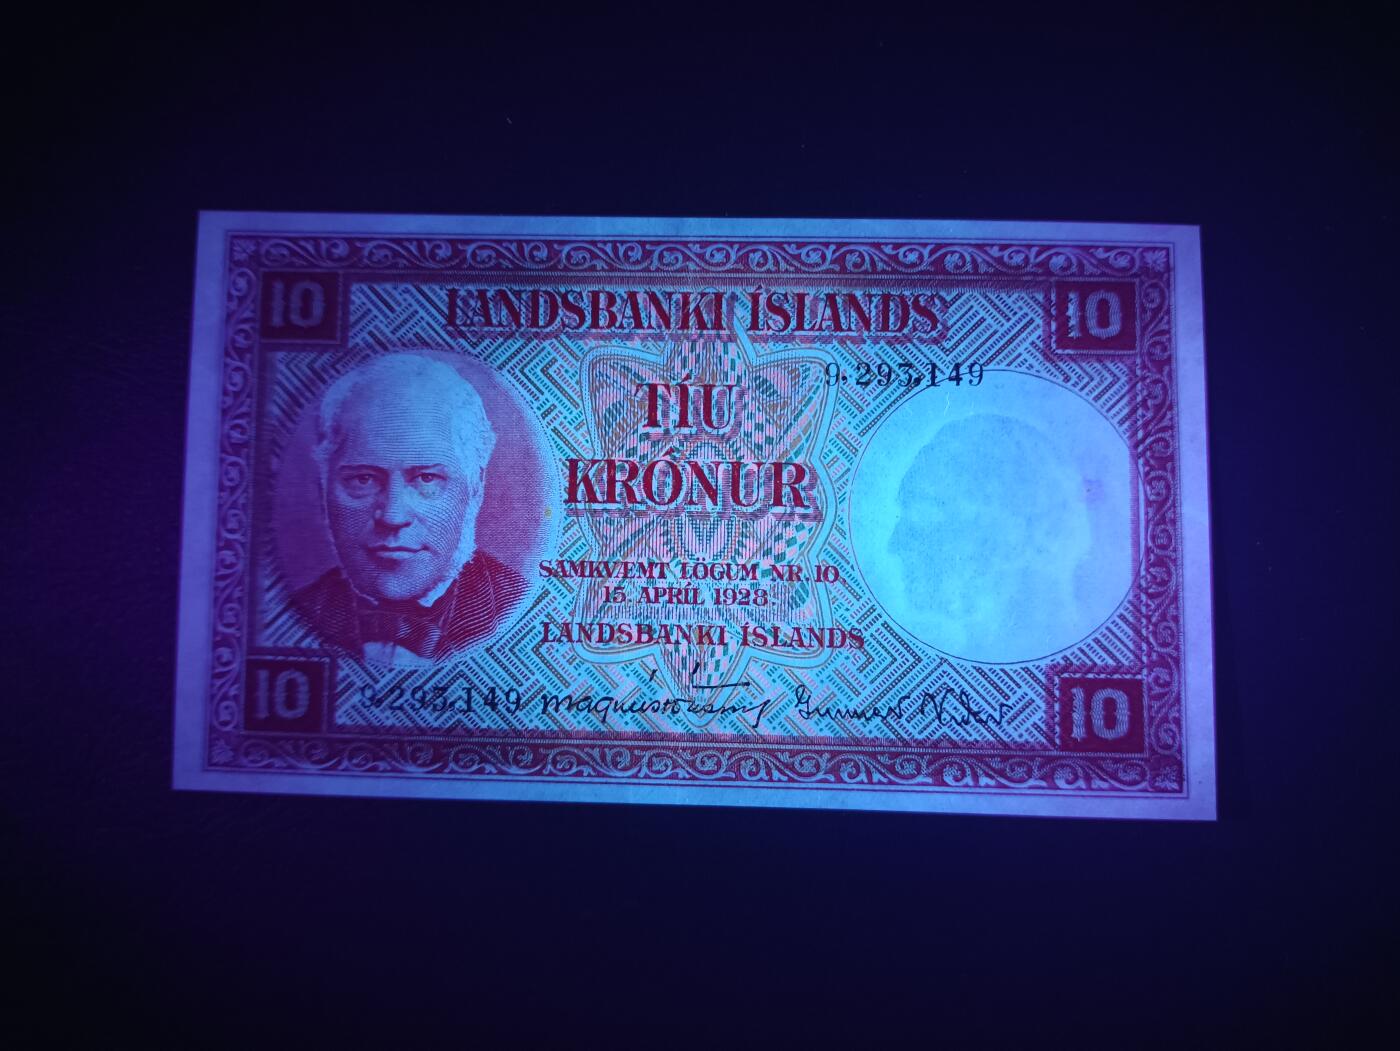 10 LANDSBANKI ÍSLANDS 10
9,293,149
TÍU
KRÓNUR
SAMKVÆMT LÖGUM NR. 10,
15. APRÍL 1928
LANDSBANKI ÍSLANDS
10 9,293,149 10